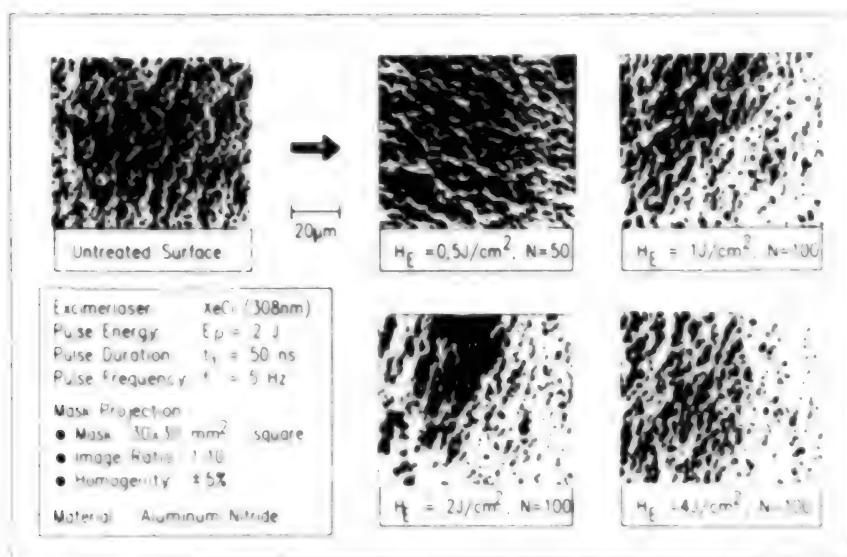 Untreated Surface
20μm
H_E = 0,5J/cm², N=50
H_E = 1J/cm², N=100
Excimerlaser XeCl (308nm)
Pulse Energy E_P = 2 J
Pulse Duration = 50 ns
Pulse Frequency = 5 Hz
Mask Projection
● Mask mm² square
● Image Ratio 1:10
● Homogenity ±5%
Material Aluminum Nitride
H_E = 2J/cm², N=100
H_E =4J/cm², N=100